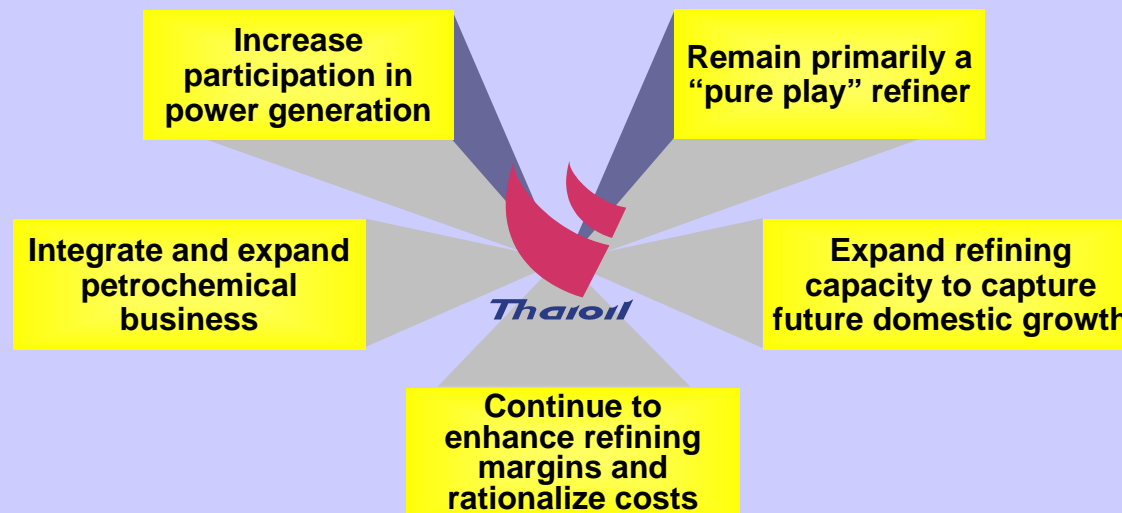 Increase
participation in
power generation
Remain primarily a
“pure play” refiner
Integrate and expand
petrochemical
business
Expand refining
capacity to capture
future domestic growth
Thaioil
Continue to
enhance refining
margins and
rationalize costs